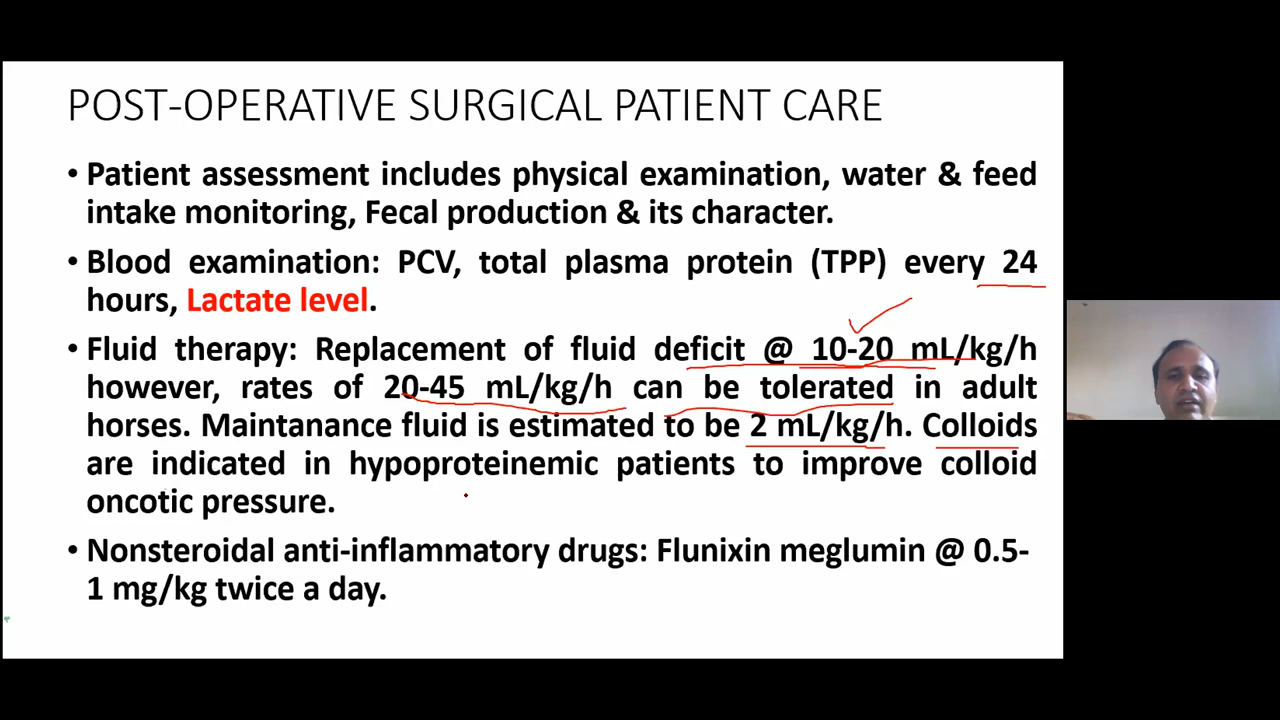 POST-OPERATIVE SURGICAL PATIENT CARE
• Patient assessment includes physical examination, water & feed
intake monitoring, Fecal production & its character.
• Blood examination: PCV, total plasma protein (TPP) every 24
hours, Lactate level.
• Fluid therapy: Replacement of fluid deficit @ 10-20 mL/kg/h
however, rates of 20-45 mL/kg/h can be tolerated in adult
horses. Maintanance fluid is estimated to be 2 mL/kg/h. Colloids
are indicated in hypoproteinemic patients to improve colloid
oncotic pressure.
• Nonsteroidal anti-inflammatory drugs: Flunixin meglumin @ 0.5-
1 mg/kg twice a day.